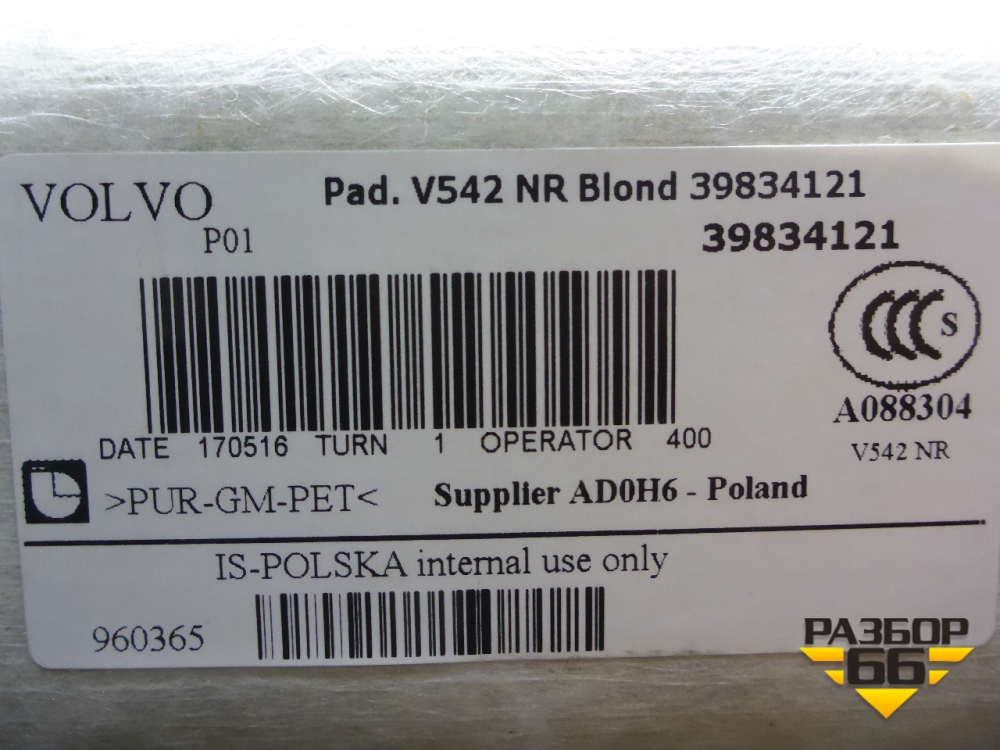 VOLVO
Pad. V542 NR Blond 39834121
P01
39834121
CCC S
A088304
V542 NR
DATE 170516 TURN 1 OPERATOR 400
>PUR-GM-PET<
Supplier AD0H6 - Poland
IS-POLSKA internal use only
960365
РАЗБОР
66